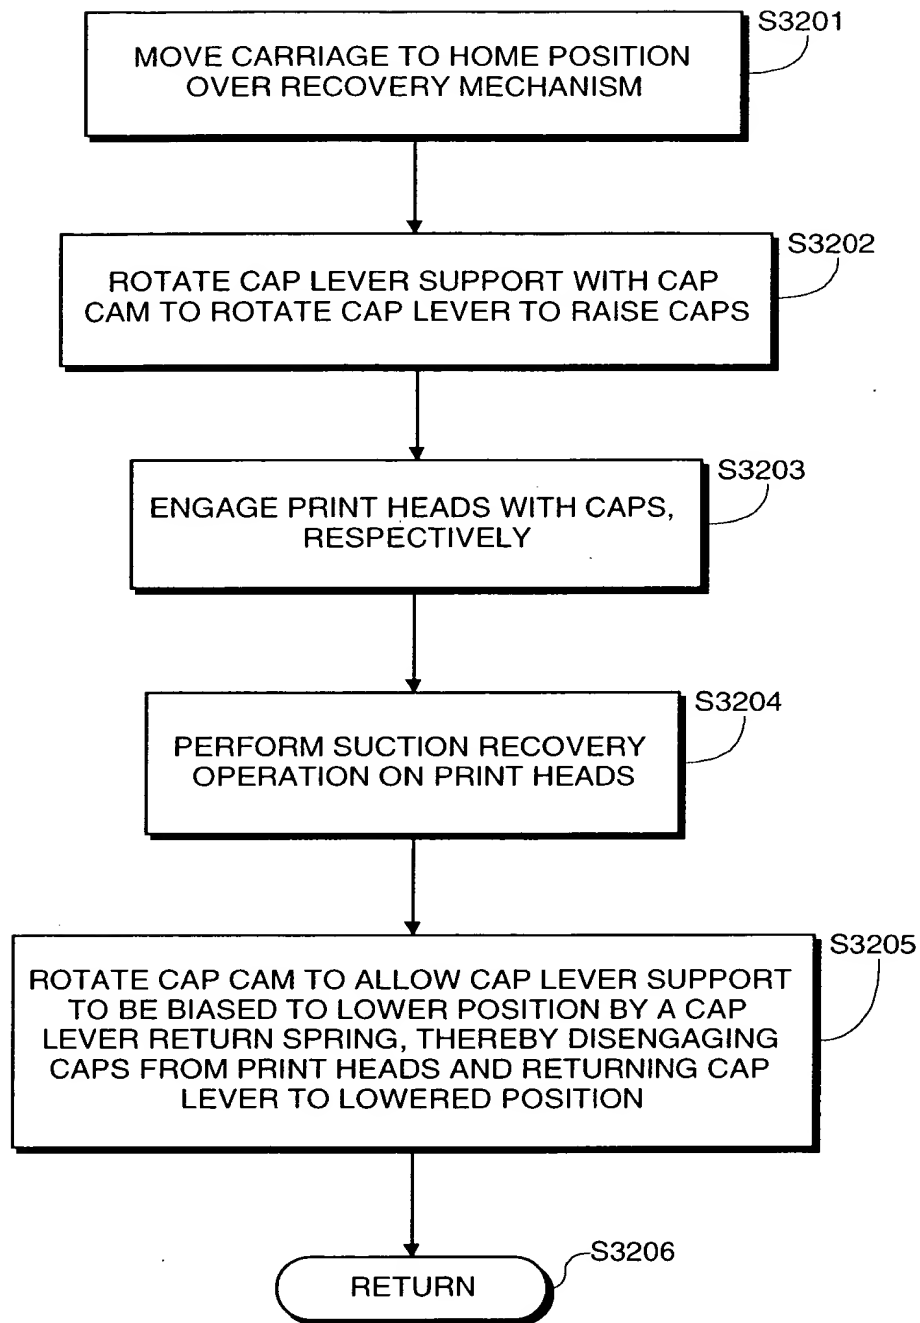 S3201
MOVE CARRIAGE TO HOME POSITION
OVER RECOVERY MECHANISM
S3202
ROTATE CAP LEVER SUPPORT WITH CAP
CAM TO ROTATE CAP LEVER TO RAISE CAPS
S3203
ENGAGE PRINT HEADS WITH CAPS,
RESPECTIVELY
S3204
PERFORM SUCTION RECOVERY
OPERATION ON PRINT HEADS
S3205
ROTATE CAP CAM TO ALLOW CAP LEVER SUPPORT
TO BE BIASED TO LOWER POSITION BY A CAP
LEVER RETURN SPRING, THEREBY DISENGAGING
CAPS FROM PRINT HEADS AND RETURNING CAP
LEVER TO LOWERED POSITION
S3206
RETURN